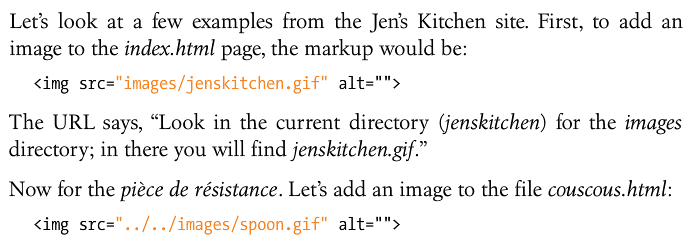 Let’s look at a few examples from the Jen’s Kitchen site. First, to add an
image to the index.html page, the markup would be:
<img src="images/jenskitchen.gif" alt="">
The URL says, “Look in the current directory (jenskitchen) for the images
directory; in there you will find jenskitchen.gif.”
Now for the pièce de résistance. Let’s add an image to the file couscous.html:
<img src="../../images/spoon.gif" alt="">